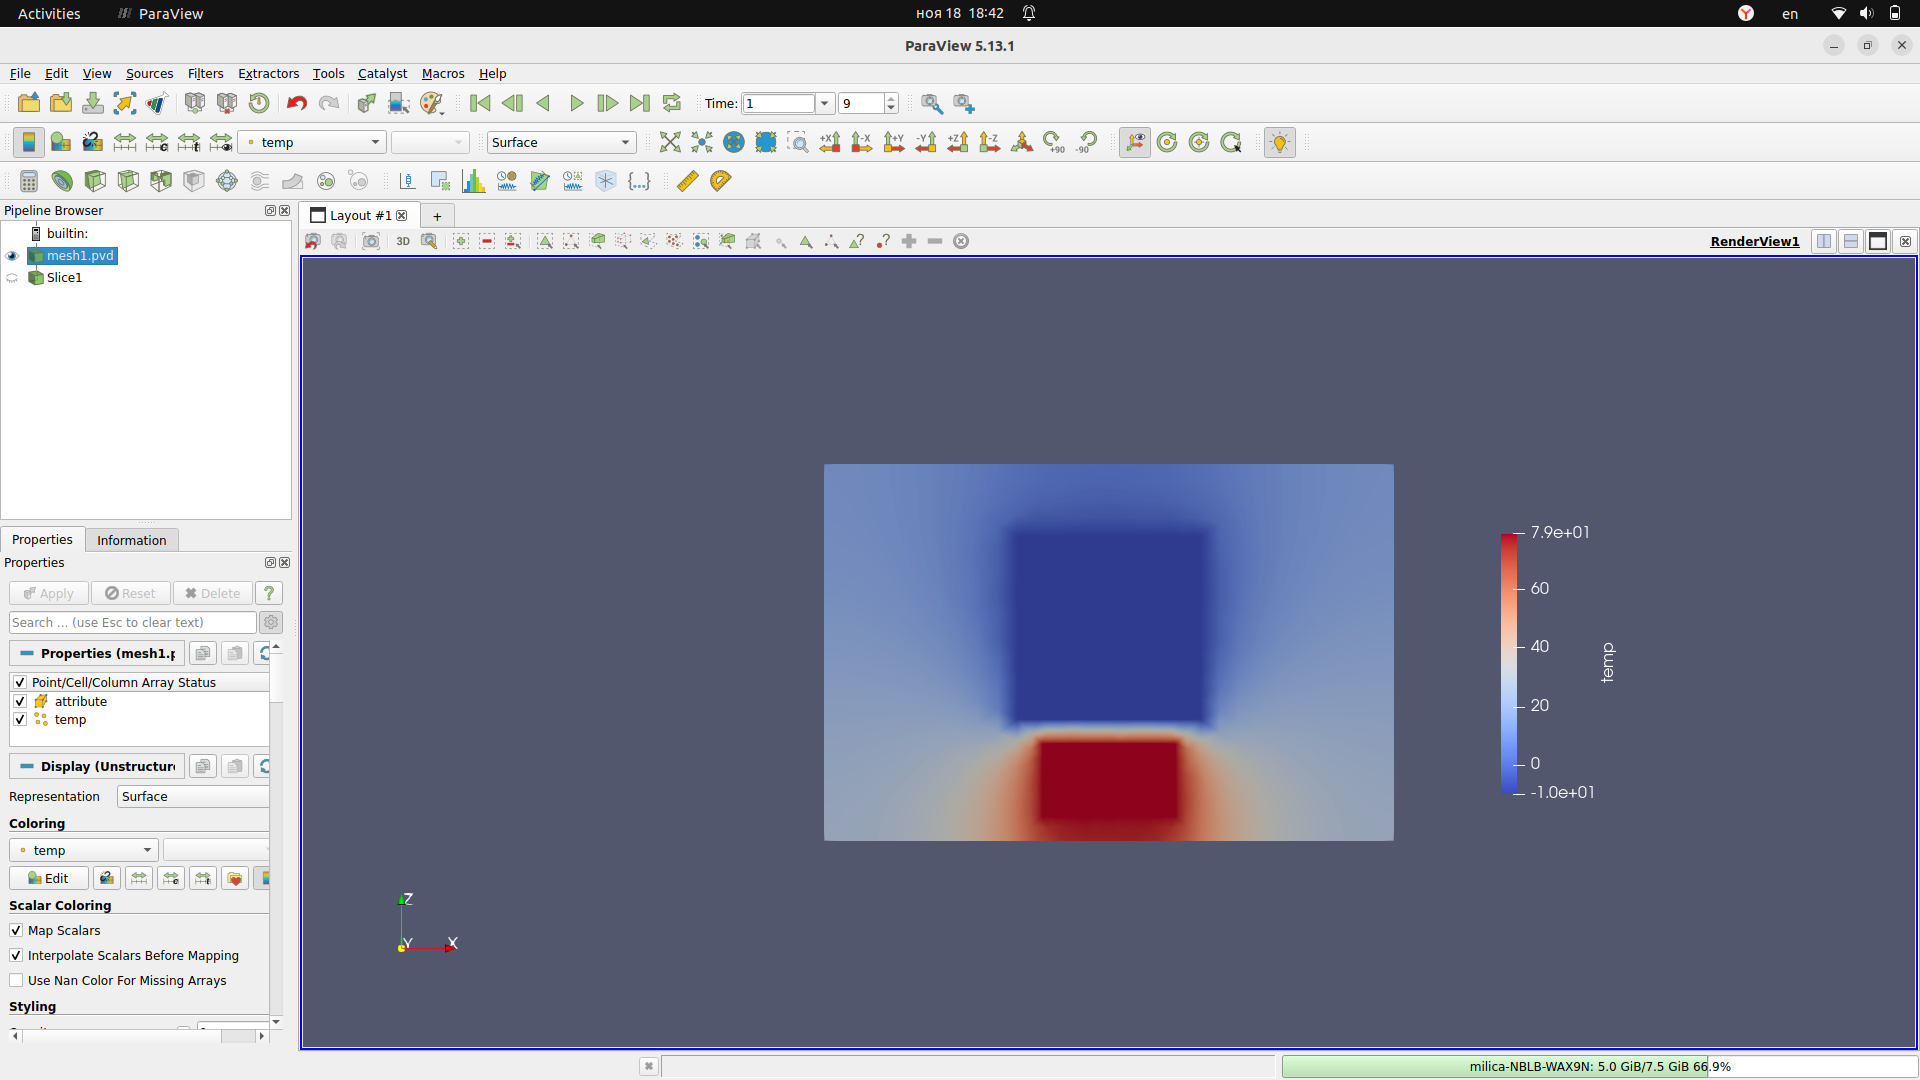 Activities
ParaView
ноя 18 18:42
en
ParaView 5.13.1
File Edit View Sources Filters Extractors Tools Catalyst Macros Help
Time: 1 9
temp
Surface
+X -X +Y -Y +Z -Z +90 -90
Pipeline Browser
builtin:
mesh1.pvd
Slice1
Layout #1
+
3D
RenderView1
Properties Information
Properties
Apply Reset Delete ?
Search ... (use Esc to clear text)
Properties (mesh1.p
Point/Cell/Column Array Status
attribute
temp
Display (Unstructure
Representation Surface
Coloring
temp
Edit
Scalar Coloring
Map Scalars
Interpolate Scalars Before Mapping
Use Nan Color For Missing Arrays
Styling
7.9e+01
60
40
20
0
-1.0e+01
temp
Z
Y
X
milica-NBLB-WAX9N: 5.0 GiB/7.5 GiB 66.9%